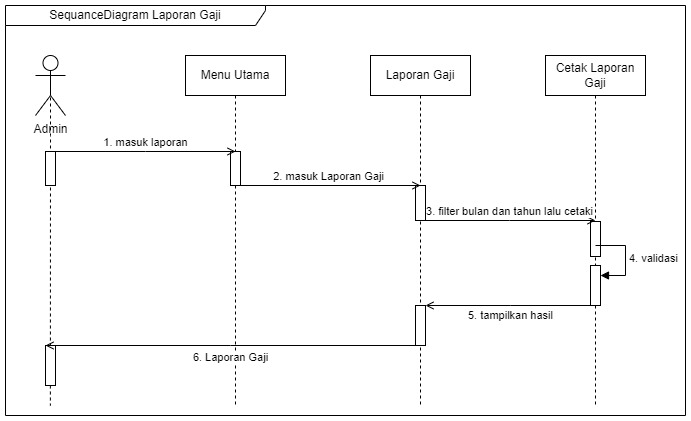 SequanceDiagram Laporan Gaji
Menu Utama
Laporan Gaji
Cetak Laporan
Gaji
Admin
1. masuk laporan
2. masuk Laporan Gaji
3. filter bulan dan tahun lalu cetaki
4. validasi
5. tampilkan hasil
6. Laporan Gaji